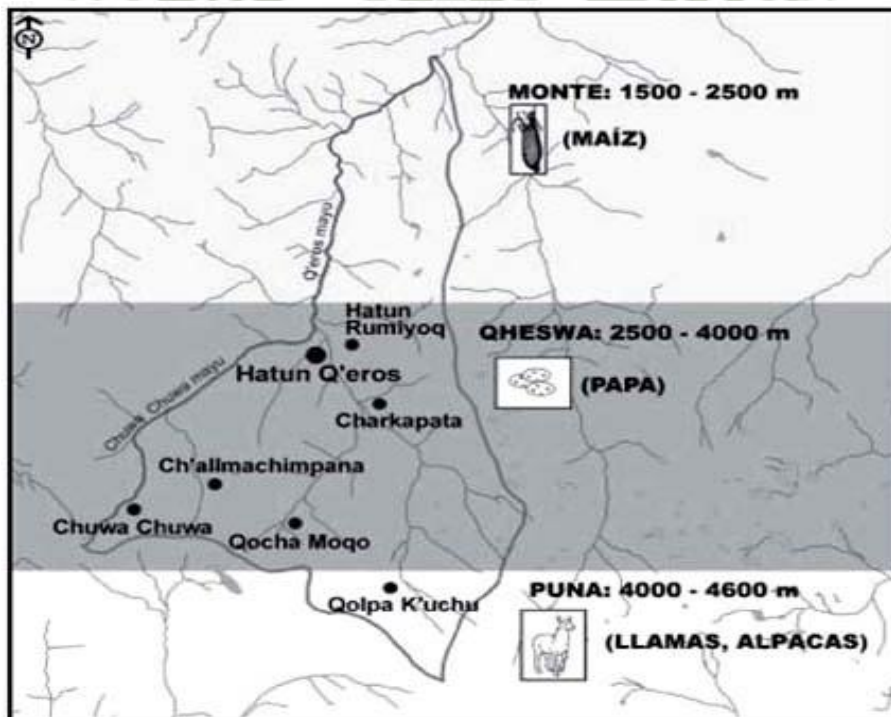 N
MONTE: 1500 - 2500 m
(MAÍZ)
Q'eros mayu
Hatun
Rumiyoq
QHESWA: 2500 - 4000 m
Hatun Q'eros
(PAPA)
Chuwa Chuwa mayu
Charkapata
Ch'allmachimpana
Chuwa Chuwa
Qocha Moqo
PUNA: 4000 - 4600 m
Qolpa K'uchu
(LLAMAS, ALPACAS)